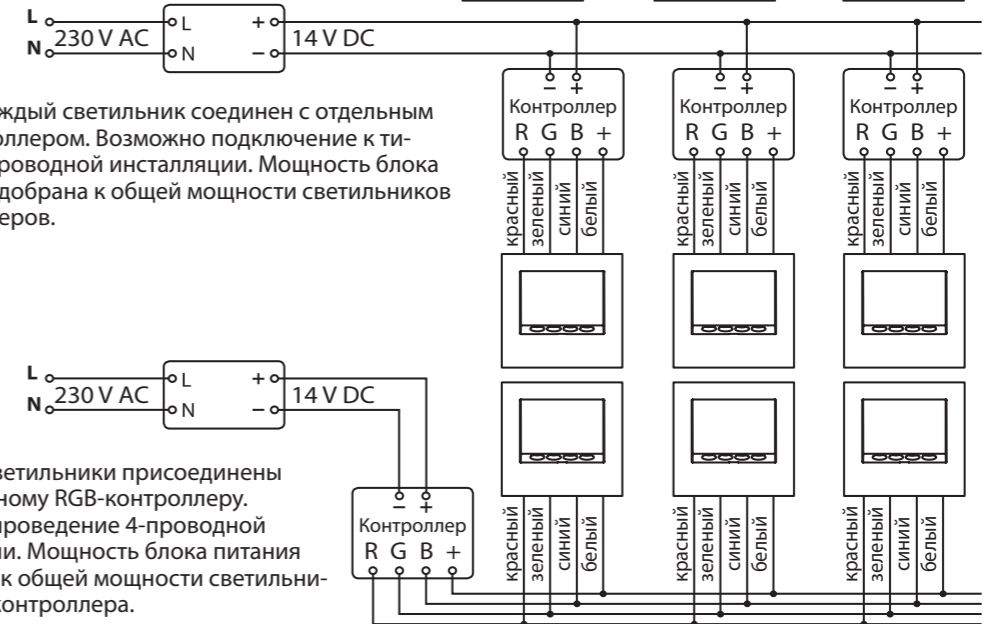 L
N
230 V AC
L
N
+
−
14 V DC
− +
Контроллер
R G B +
− +
Контроллер
R G B +
− +
Контроллер
R G B +
ждый светильник соединен с отдельным
оллером. Возможно подключение к ти-
роводной инсталляции. Мощность блока
добрана к общей мощности светильников
еров.
красный
зеленый
синий
белый
красный
зеленый
синий
белый
красный
зеленый
синий
белый
L
N
230 V AC
L
N
+
−
14 V DC
ветильники присоединены
ному RGB-контроллеру.
проведение 4-проводной
ии. Мощность блока питания
к общей мощности светильни-
контроллера.
− +
Контроллер
R G B +
красный
зеленый
синий
белый
красный
зеленый
синий
белый
красный
зеленый
синий
белый